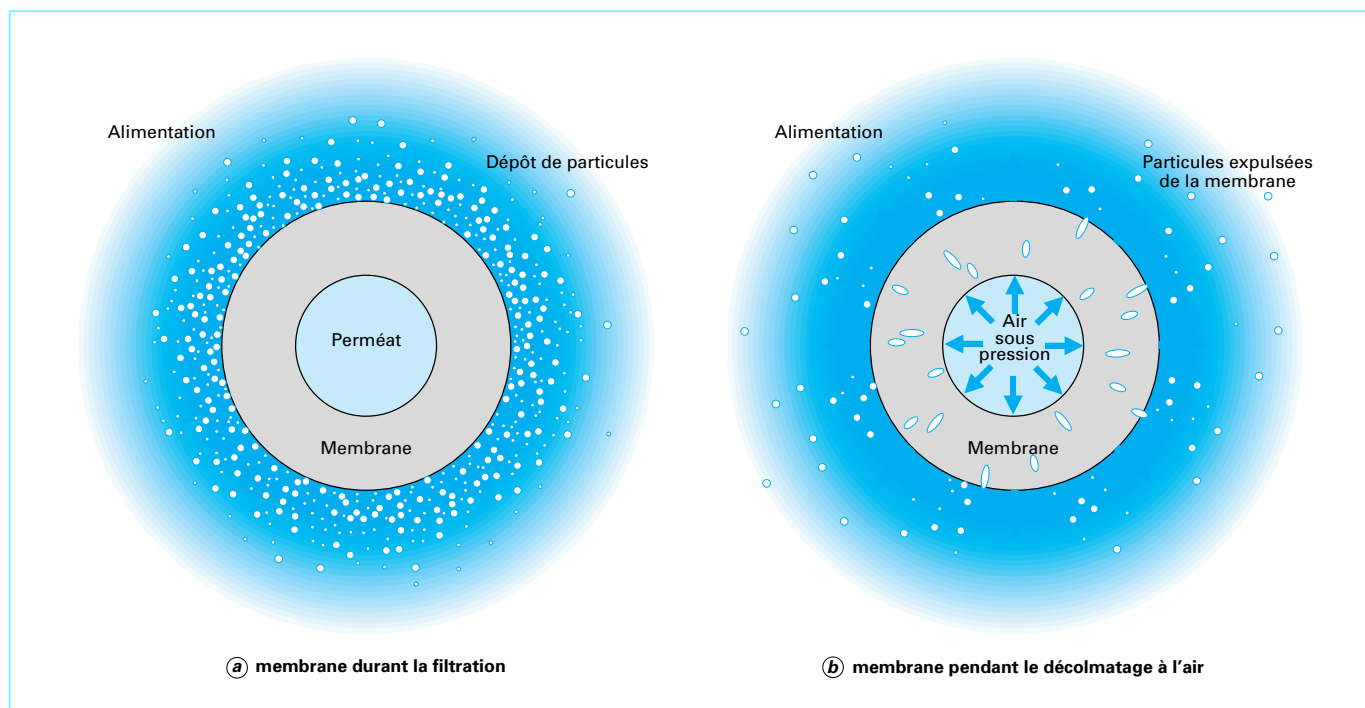 Alimentation
Dépôt de particules
Perméat
Membrane
a membrane durant la filtration
Alimentation
Particules expulsées
de la membrane
Air
sous
pression
Membrane
b membrane pendant le décolmatage à l’air